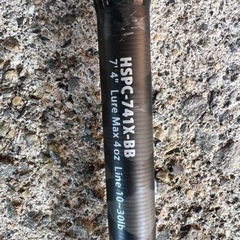 HSPC-741X-BB
7'4" Lure Max 4oz Line 10-30lb